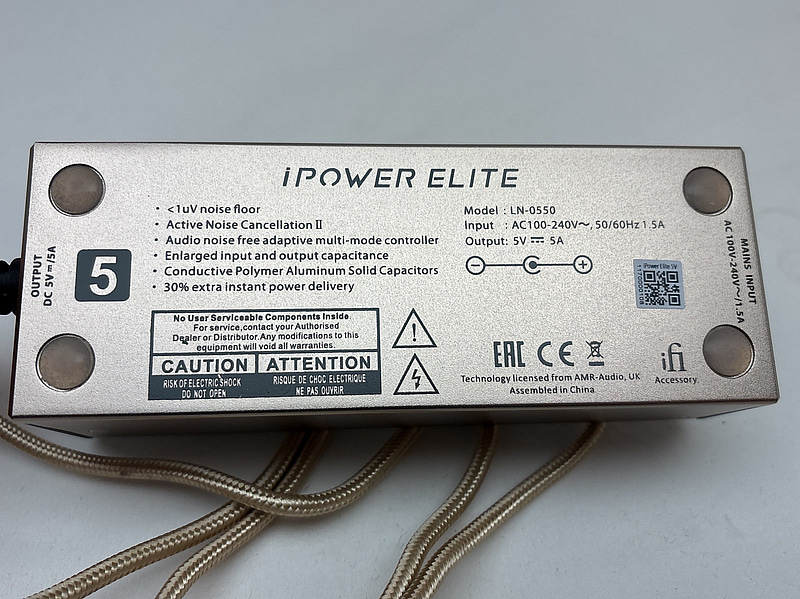 iPOWER ELITE
• <1uV noise floor
• Active Noise Cancellation II
• Audio noise free adaptive multi-mode controller
• Enlarged input and output capacitance
• Conductive Polymer Aluminum Solid Capacitors
• 30% extra instant power delivery
Model : LN-0550
Input : AC100-240V～, 50/60Hz 1.5A
Output: 5V ⎓ 5A
OUTPUT
DC 5V⎓/5A
5
MAINS INPUT
AC 100V-240V～/1.5A
iPower Elite 5V
No User Serviceable Components Inside
For service,contact your Authorised
Dealer or Distributor.Any modifications to this
equipment will void all warranties.
CAUTION
RISK OF ELECTRIC SHOCK
DO NOT OPEN
ATTENTION
RISQUE DE CHOC ELECTRIQUE
NE PAS OUVRIR
EAC CE
Technology licensed from AMR-Audio, UK
Assembled in China
ifi
Accessory.